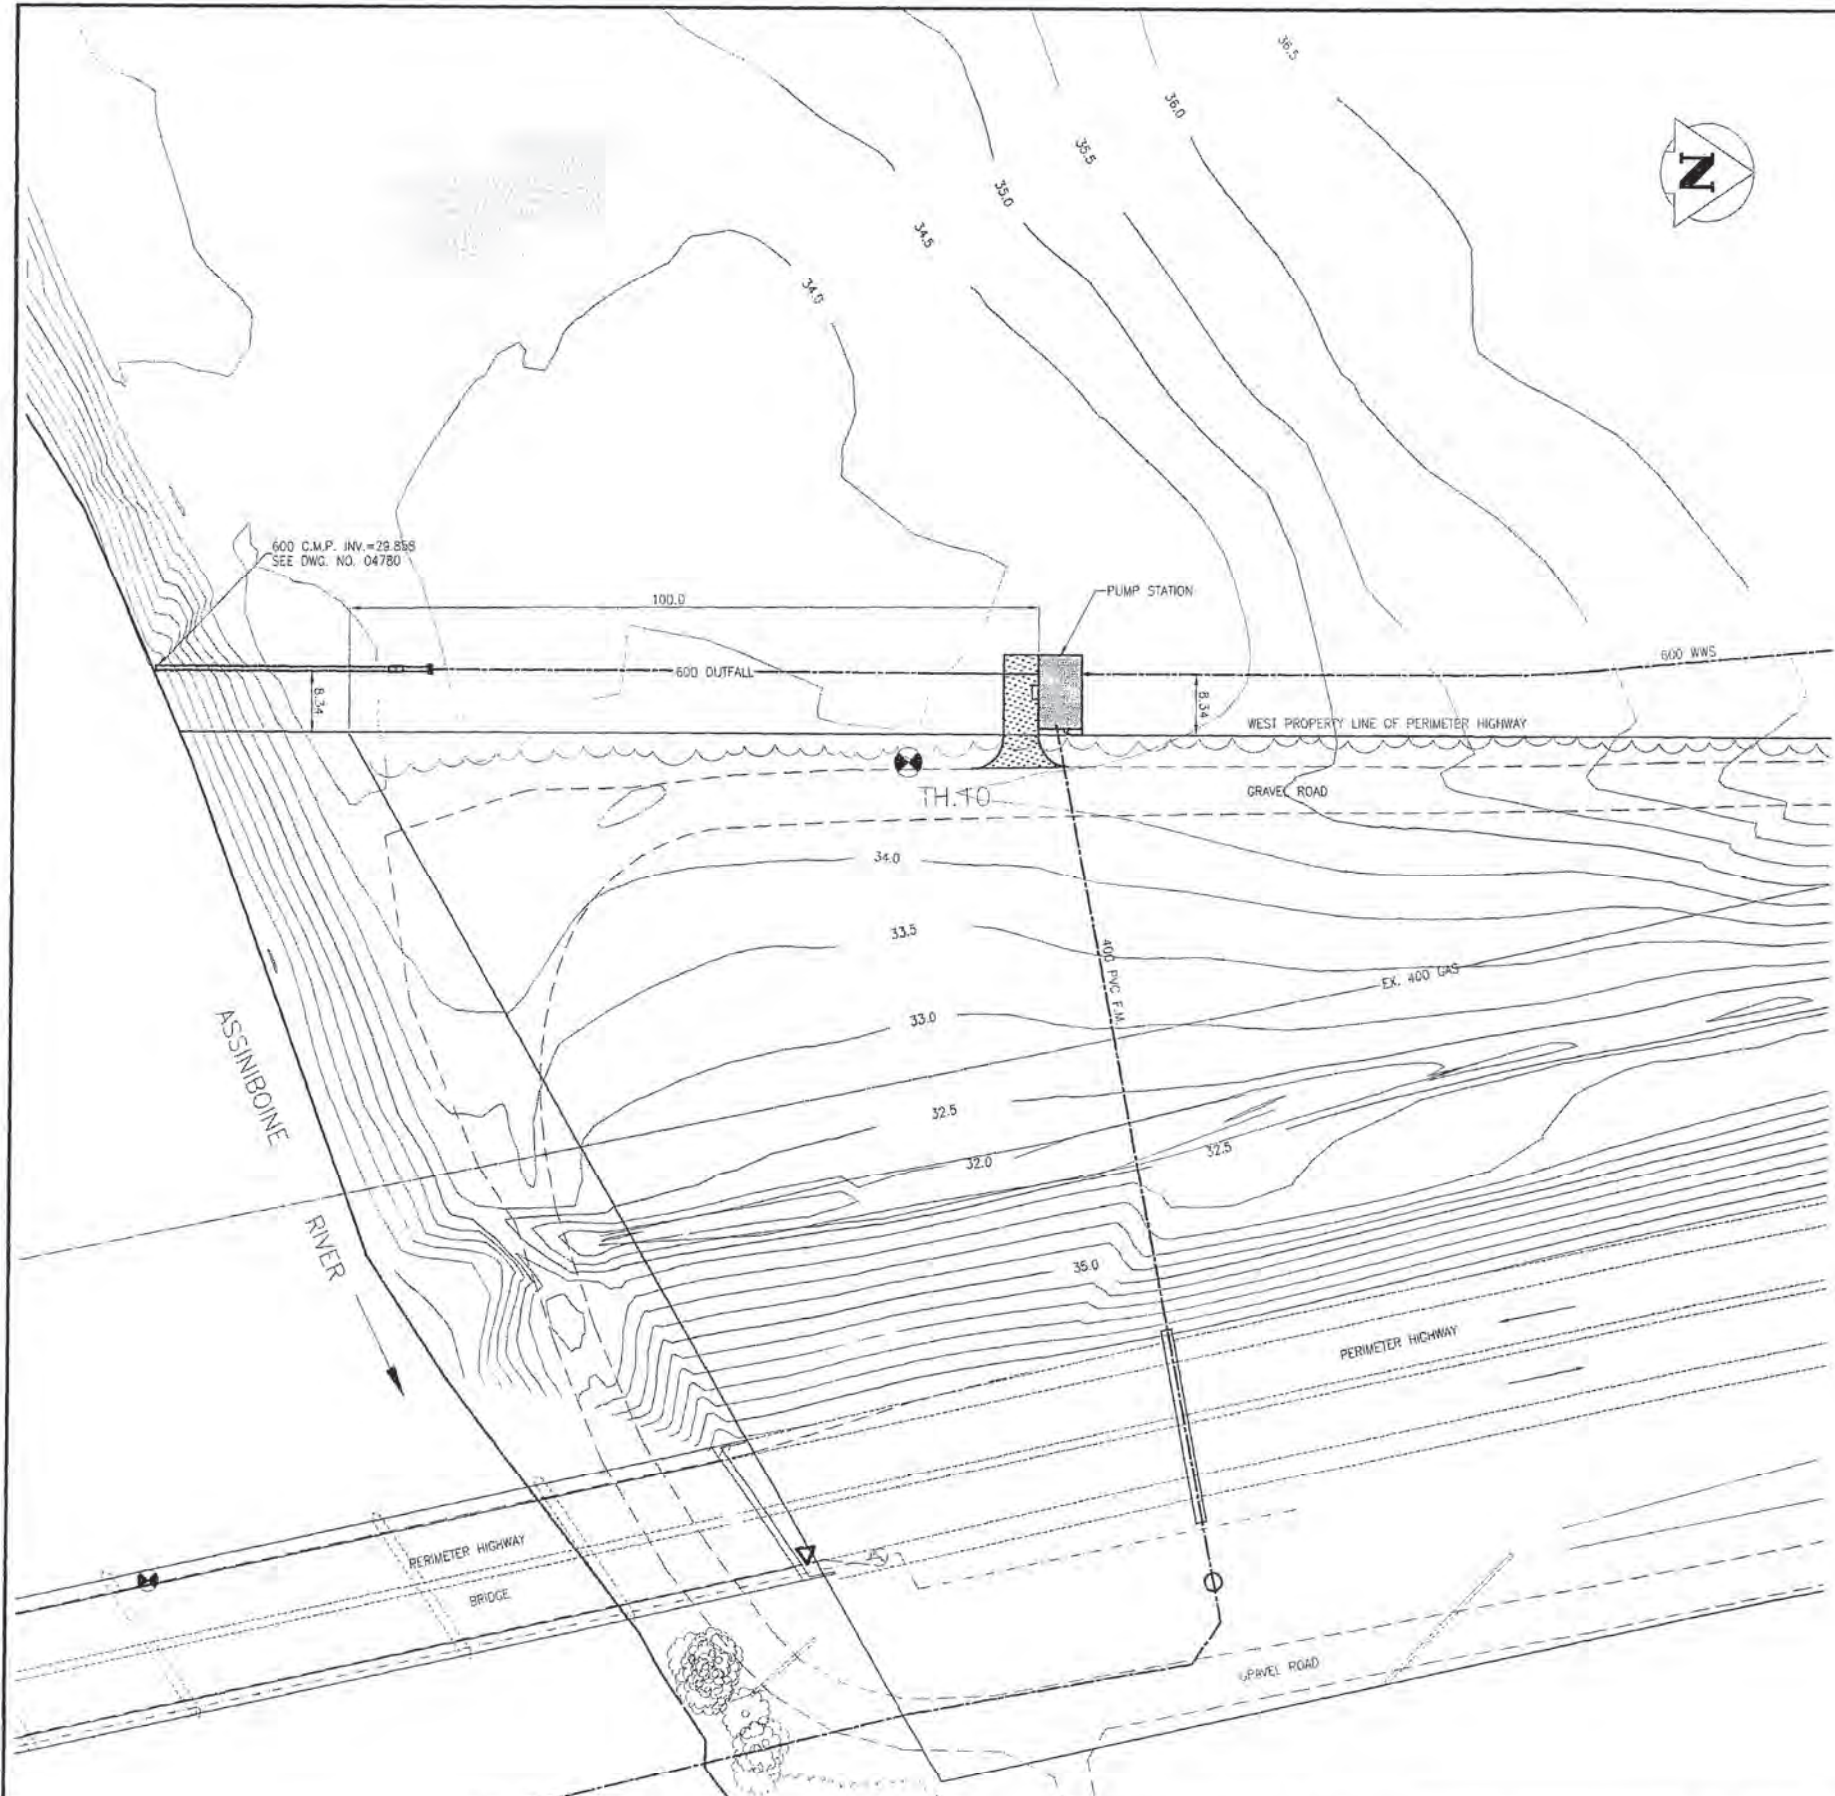 36.5
36.0
35.5
35.0
34.5
34.0
N
600 C.M.P. INV.=29.858
SEE DWG. NO. 04780
100.0
PUMP STATION
600 OUTFALL
600 WWS
8.34
8.34
WEST PROPERTY LINE OF PERIMETER HIGHWAY
TH.10
GRAVEL ROAD
34.0
33.5
400 PVC F.M.
EX. 400 GAS
33.0
ASSINIBOINE
RIVER
32.5
32.0
32.5
35.0
PERIMETER HIGHWAY
PERIMETER HIGHWAY
BRIDGE
GRAVEL ROAD